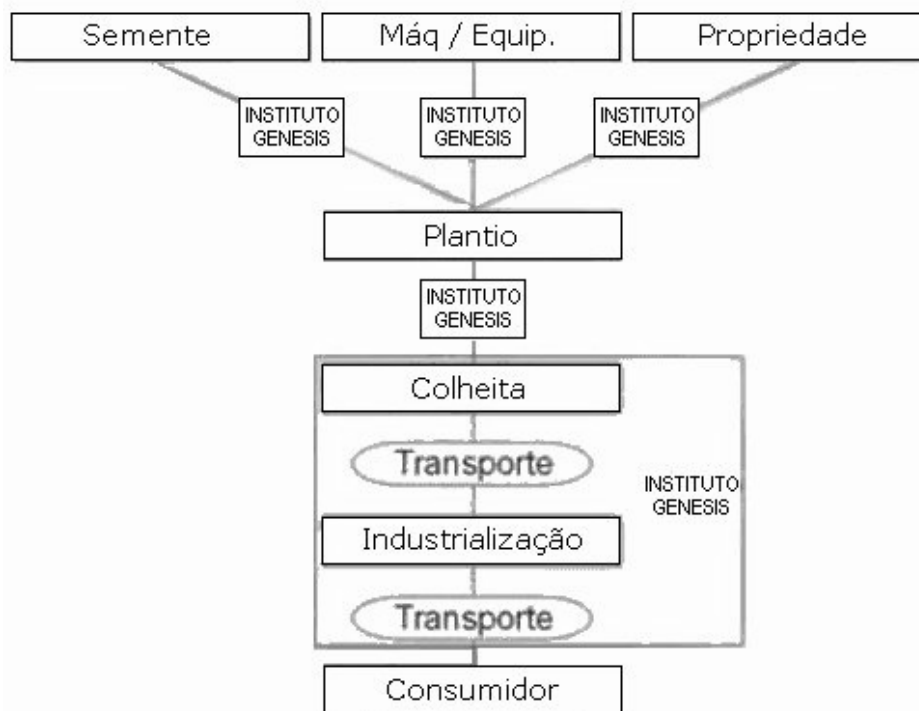 Semente
Máq / Equip.
Propriedade
INSTITUTO
GENESIS
INSTITUTO
GENESIS
INSTITUTO
GENESIS
Plantio
INSTITUTO
GENESIS
Colheita
Transporte
INSTITUTO
GENESIS
Industrialização
Transporte
Consumidor